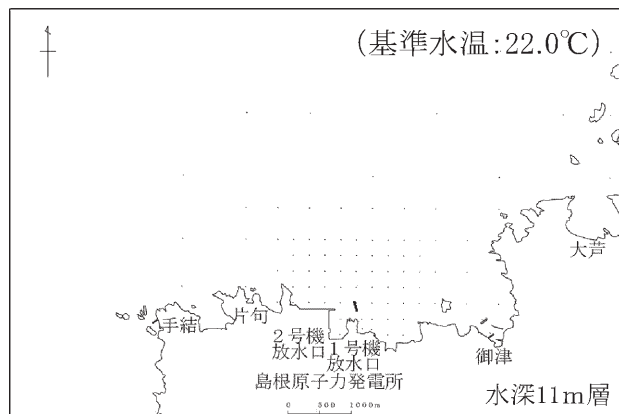 (基準水温:22.0℃)
大芦
手結
片句
2号機
放水口
1号機
放水口
御津
島根原子力発電所
水深11m層
0 500 1000m